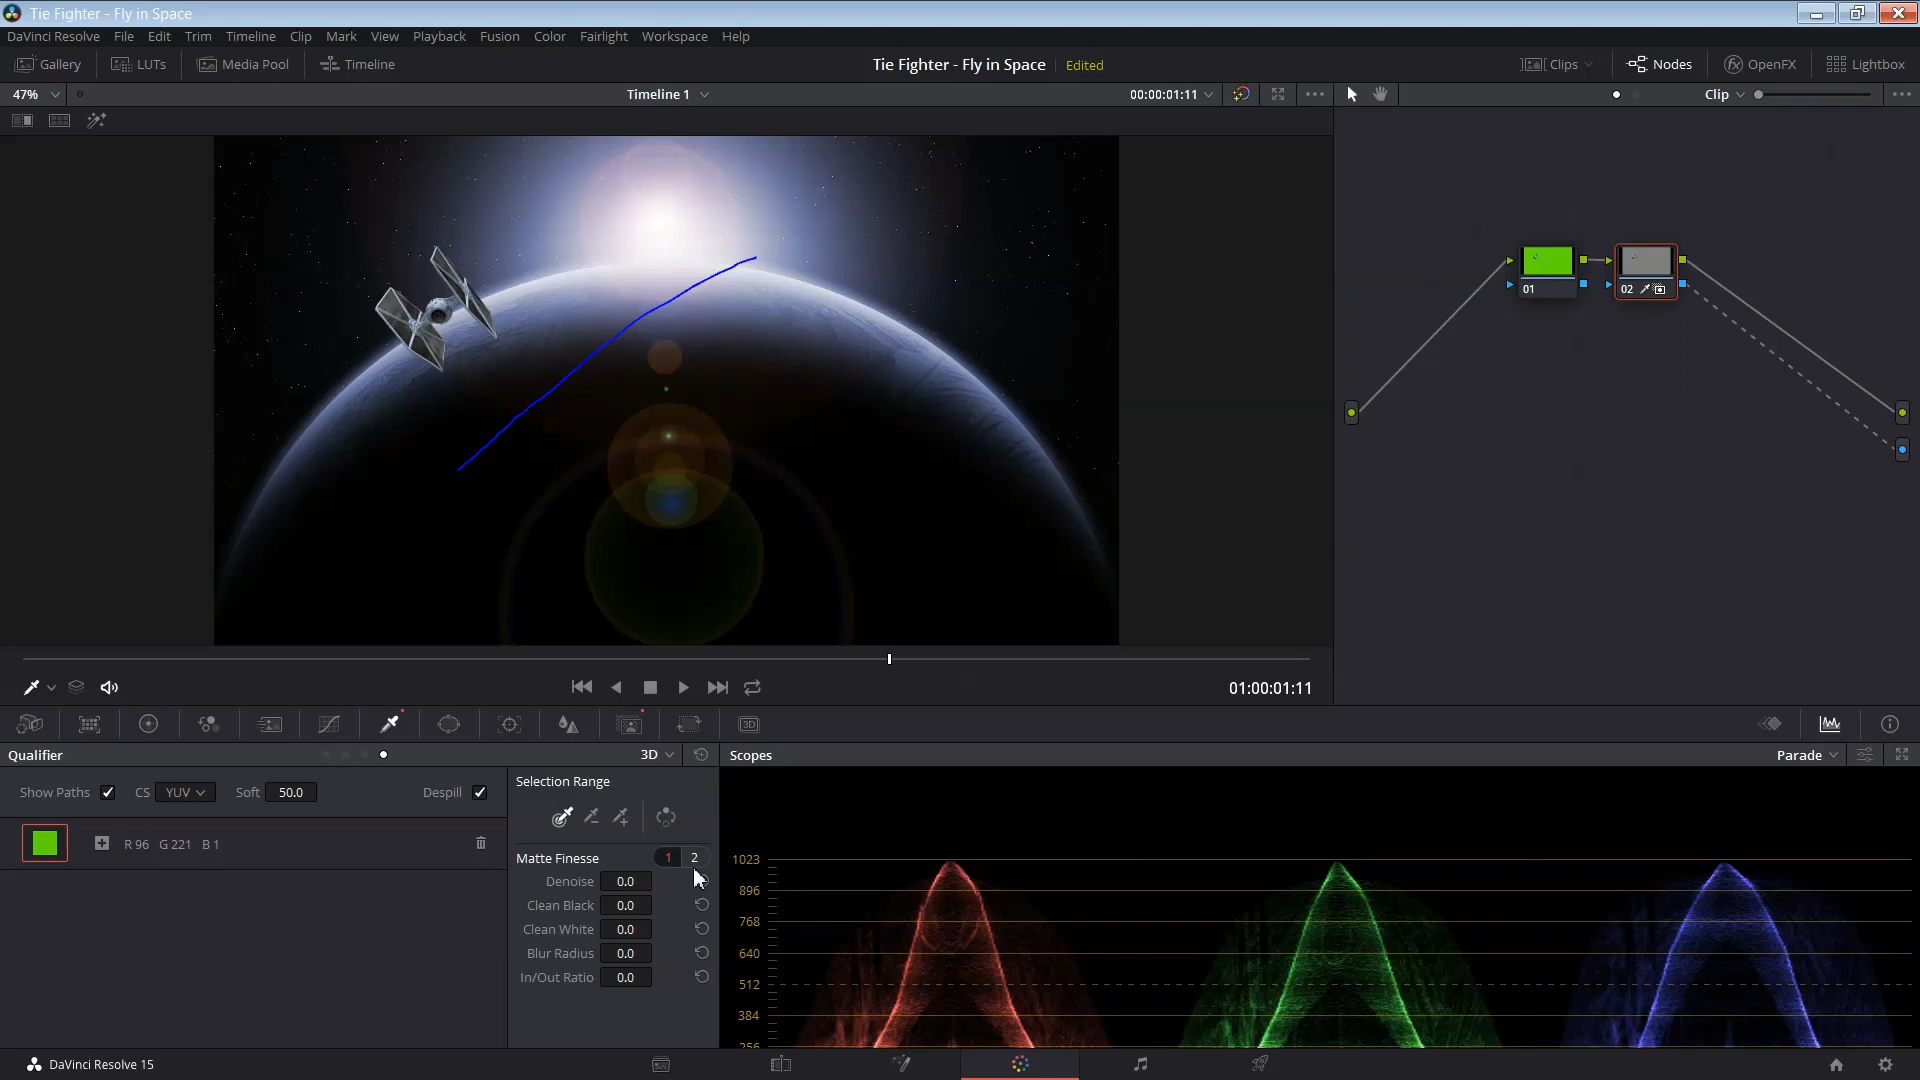 Tie Fighter - Fly in Space
DaVinci Resolve File Edit Trim Timeline Clip Mark View Playback Fusion Color Fairlight Workspace Help
Gallery LUTs Media Pool Timeline Tie Fighter - Fly in Space Edited Clips Nodes OpenFX Lightbox
47% Timeline 1 00:00:01:11 Clip
01 02
01:00:01:11
3D
Qualifier 3D Scopes Parade
Show Paths CS YUV Soft 50.0 Despill
R 96 G 221 B 1
Selection Range
Matte Finesse 1 2
Denoise 0.0
Clean Black 0.0
Clean White 0.0
Blur Radius 0.0
In/Out Ratio 0.0
1023
896
768
640
512
384
256
DaVinci Resolve 15